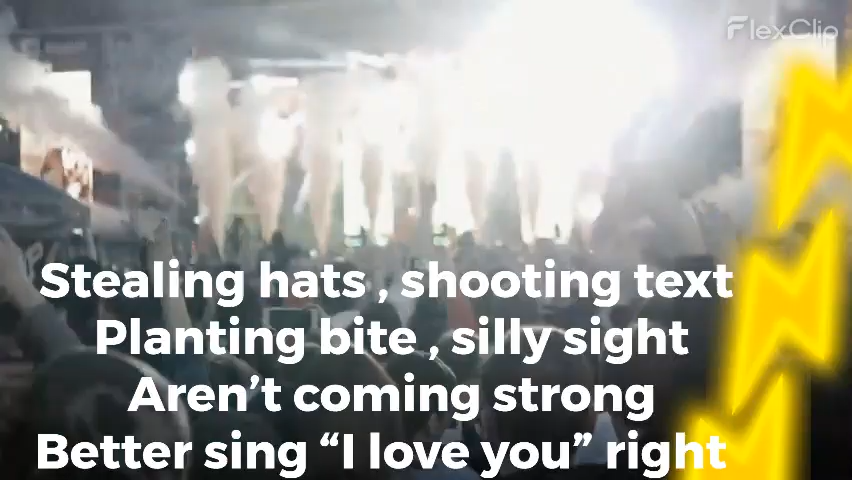 FlexClip
Stealing hats , shooting text
Planting bite , silly sight
Aren’t coming strong
Better sing “I love you” right